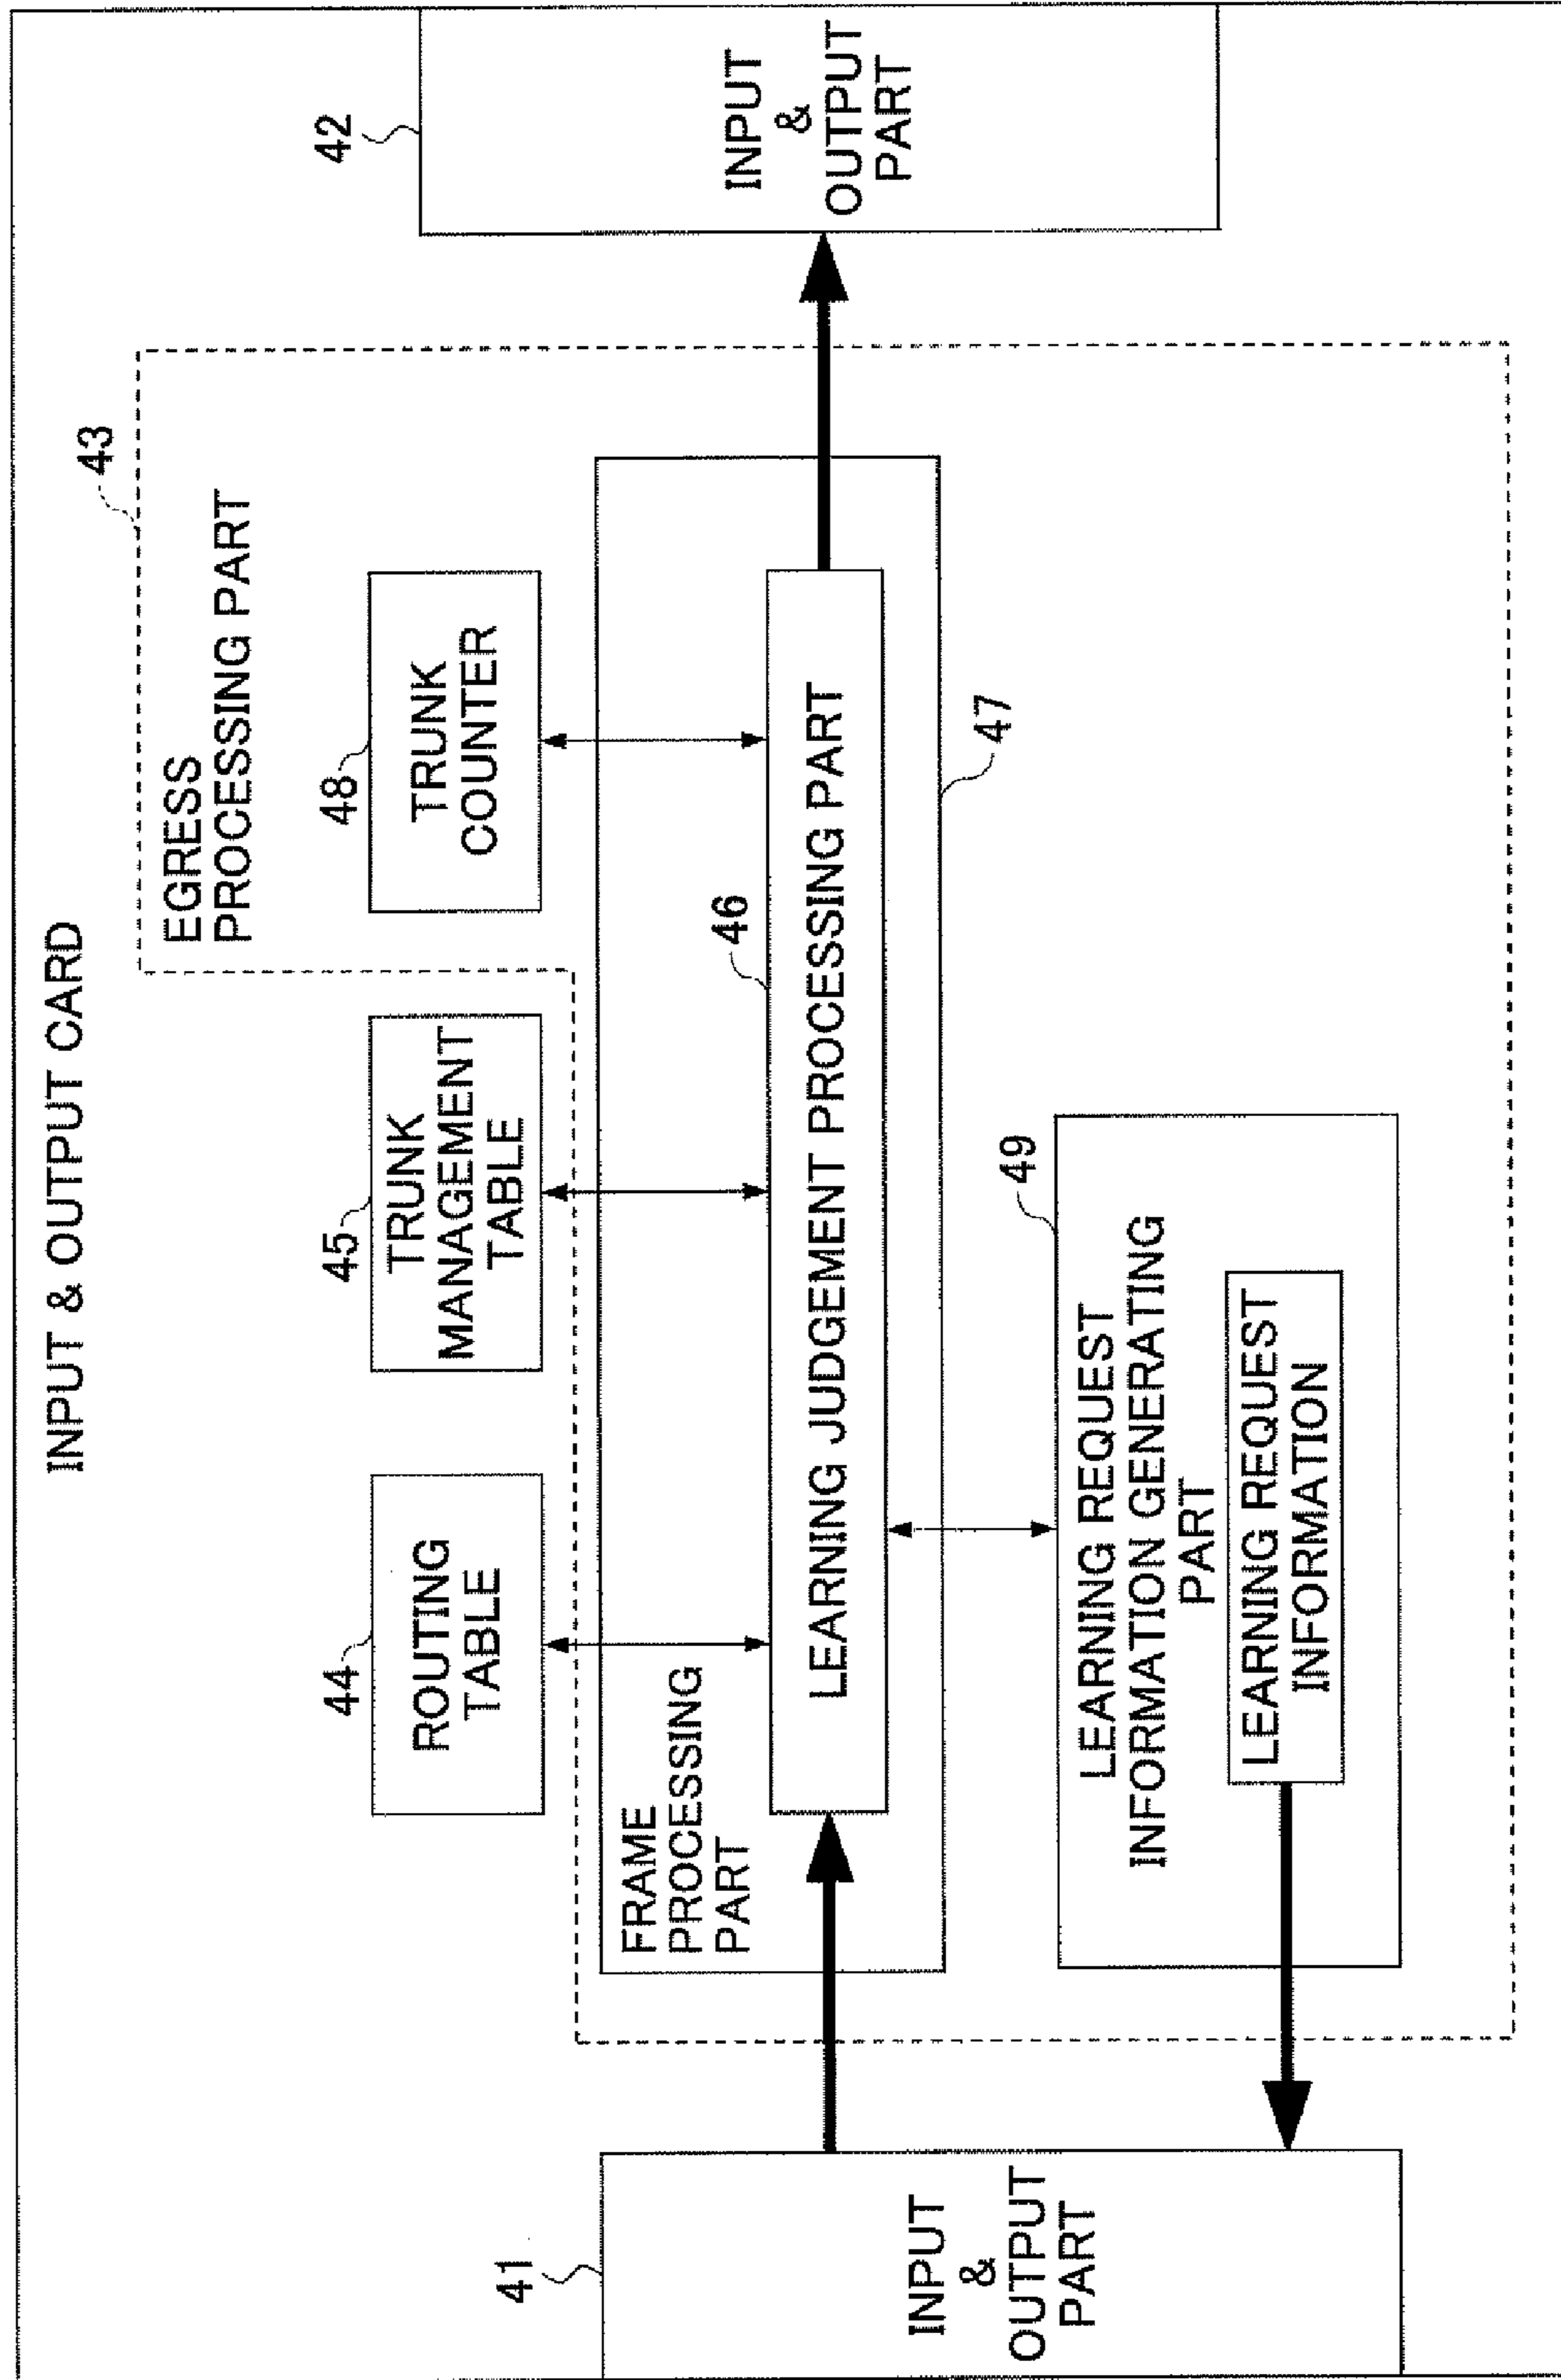 INPUT & OUTPUT CARD
43
EGRESS
PROCESSING PART
44
ROUTING
TABLE
45
TRUNK
MANAGEMENT
TABLE
48
TRUNK
COUNTER
42
INPUT
&
OUTPUT
PART
FRAME
PROCESSING
PART
46
LEARNING JUDGEMENT PROCESSING PART
47
41
INPUT
&
OUTPUT
PART
49
LEARNING REQUEST
INFORMATION GENERATING
PART
LEARNING REQUEST
INFORMATION